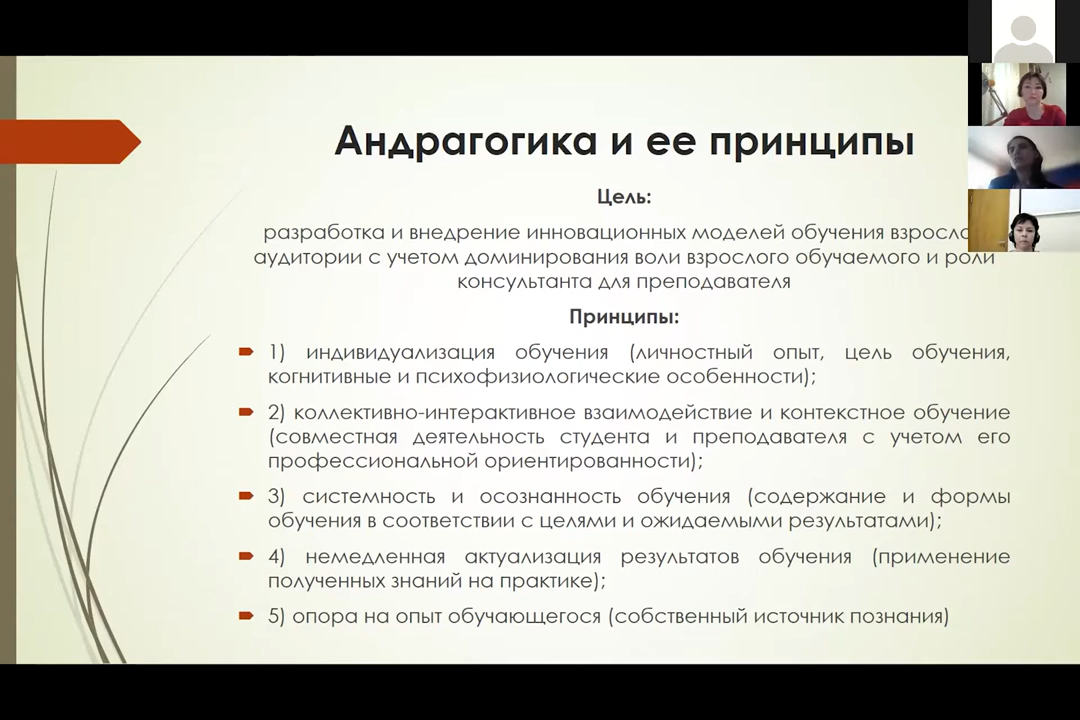 Андрагогика и ее принципы
Цель:
разработка и внедрение инновационных моделей обучения
аудитории с учетом доминирования воли взрослого обучаемого и роли
консультанта для преподавателя
Принципы:
1) индивидуализация обучения (личностный опыт, цель обучения,
когнитивные и психофизиологические особенности);
2) коллективно-интерактивное взаимодействие и контекстное обучение
(совместная деятельность студента и преподавателя с учетом его
профессиональной ориентированности);
3) системность и осознанность обучения (содержание и формы
обучения в соответствии с целями и ожидаемыми результатами);
4) немедленная актуализация результатов обучения (применение
полученных знаний на практике);
5) опора на опыт обучающегося (собственный источник познания)